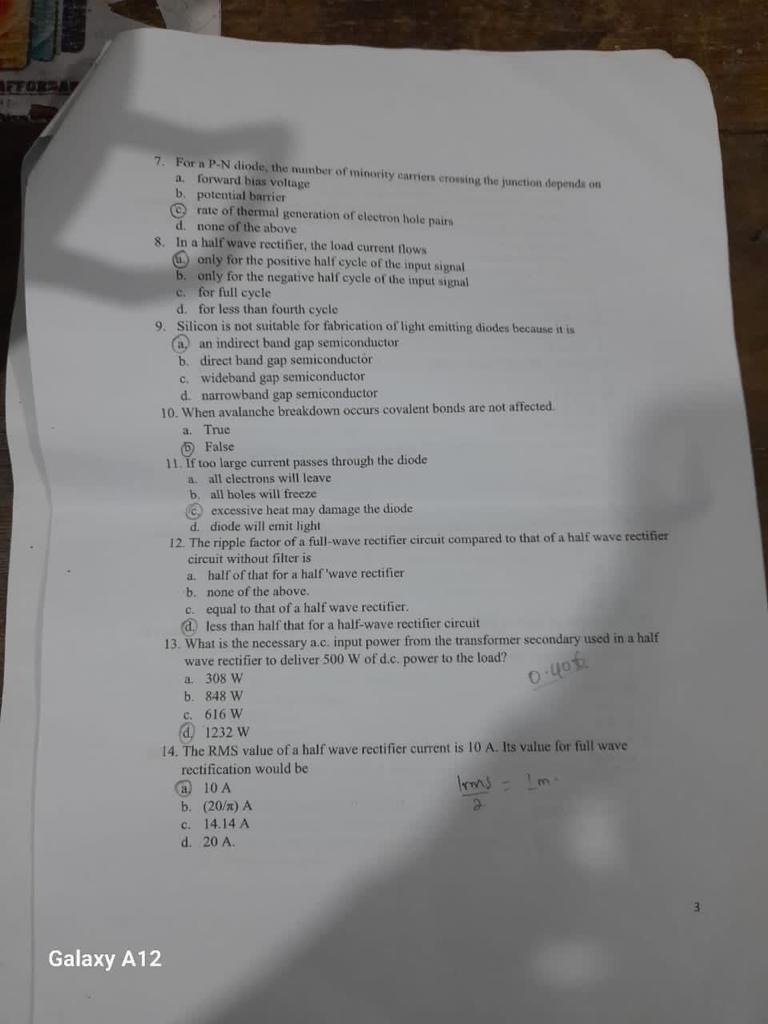 AFFORDA
7. For a P-N diode, the number of minority carriers crossing the junction depends on
a. forward bias voltage
b. potential barrier
c. rate of thermal generation of electron hole pairs
d. none of the above
8. In a half wave rectifier, the load current flows
a. only for the positive half cycle of the input signal
b. only for the negative half cycle of the input signal
c. for full cycle
d. for less than fourth cycle
9. Silicon is not suitable for fabrication of light emitting diodes because it is
a. an indirect band gap semiconductor
b. direct band gap semiconductor
c. wideband gap semiconductor
d. narrowband gap semiconductor
10. When avalanche breakdown occurs covalent bonds are not affected.
a. True
b) False
11. If too large current passes through the diode
a. all electrons will leave
b. all holes will freeze
c. excessive heat may damage the diode
d. diode will emit light
12. The ripple factor of a full-wave rectifier circuit compared to that of a half wave rectifier
circuit without filter is
a. half of that for a half'wave rectifier
b. none of the above.
c. equal to that of a half wave rectifier.
d. less than half that for a half-wave rectifier circuit
13. What is the necessary a.c. input power from the transformer secondary used in a half
wave rectifier to deliver 500 W of d.c. power to the load?
0.406
a. 308 W
b. 848 W
c. 616 W
d. 1232 W
14. The RMS value of a half wave rectifier current is 10 A. Its value for full wave
rectification would be
a. 10 A
b. (20/π) A
c. 14.14 A
d. 20 A.
Irms = Im.
2
3
Galaxy A12